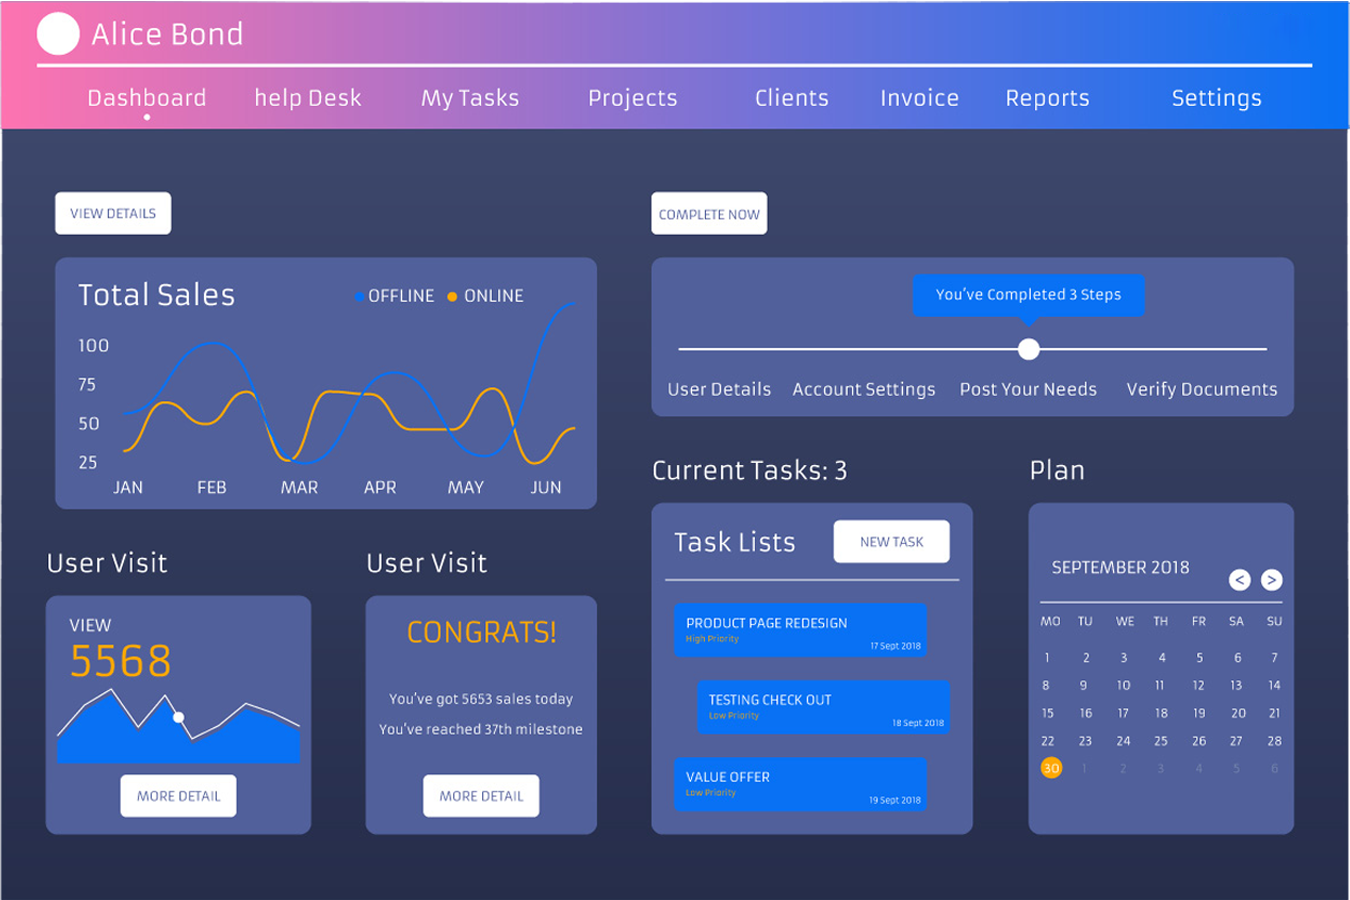 Alice Bond
Dashboard help Desk My Tasks Projects Clients Invoice Reports Settings
VIEW DETAILS
Total Sales
OFFLINE ONLINE
100
75
50
25
JAN FEB MAR APR MAY JUN
COMPLETE NOW
You've Completed 3 Steps
User Details Account Settings Post Your Needs Verify Documents
User Visit
VIEW
5568
MORE DETAIL
User Visit
CONGRATS!
You've got 5653 sales today
You've reached 37th milestone
MORE DETAIL
Current Tasks: 3
Task Lists
NEW TASK
PRODUCT PAGE REDESIGN
High Priority
17 Sept 2018
TESTING CHECK OUT
Low Priority
18 Sept 2018
VALUE OFFER
Low Priority
19 Sept 2018
Plan
SEPTEMBER 2018
< >
MO TU WE TH FR SA SU
1 2 3 4 5 6 7
8 9 10 11 12 13 14
15 16 17 18 19 20 21
22 23 24 25 26 27 28
30 1 2 3 4 5 6